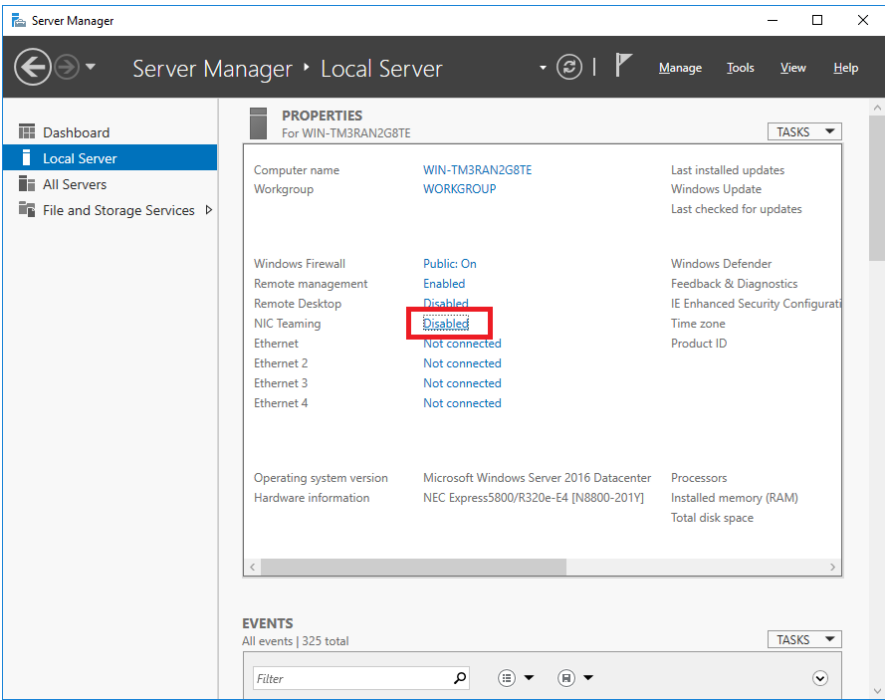 Server Manager
Server Manager • Local Server
Manage Tools View Help
Dashboard
Local Server
All Servers
File and Storage Services
PROPERTIES
For WIN-TM3RAN2G8TE
TASKS
Computer name WIN-TM3RAN2G8TE Last installed updates
Workgroup WORKGROUP Windows Update
Last checked for updates
Windows Firewall Public: On Windows Defender
Remote management Enabled Feedback & Diagnostics
Remote Desktop Disabled IE Enhanced Security Configurati
NIC Teaming Disabled Time zone
Ethernet Not connected Product ID
Ethernet 2 Not connected
Ethernet 3 Not connected
Ethernet 4 Not connected
Operating system version Microsoft Windows Server 2016 Datacenter Processors
Hardware information NEC Express5800/R320e-E4 [N8800-201Y] Installed memory (RAM)
Total disk space
EVENTS
All events | 325 total
TASKS
Filter